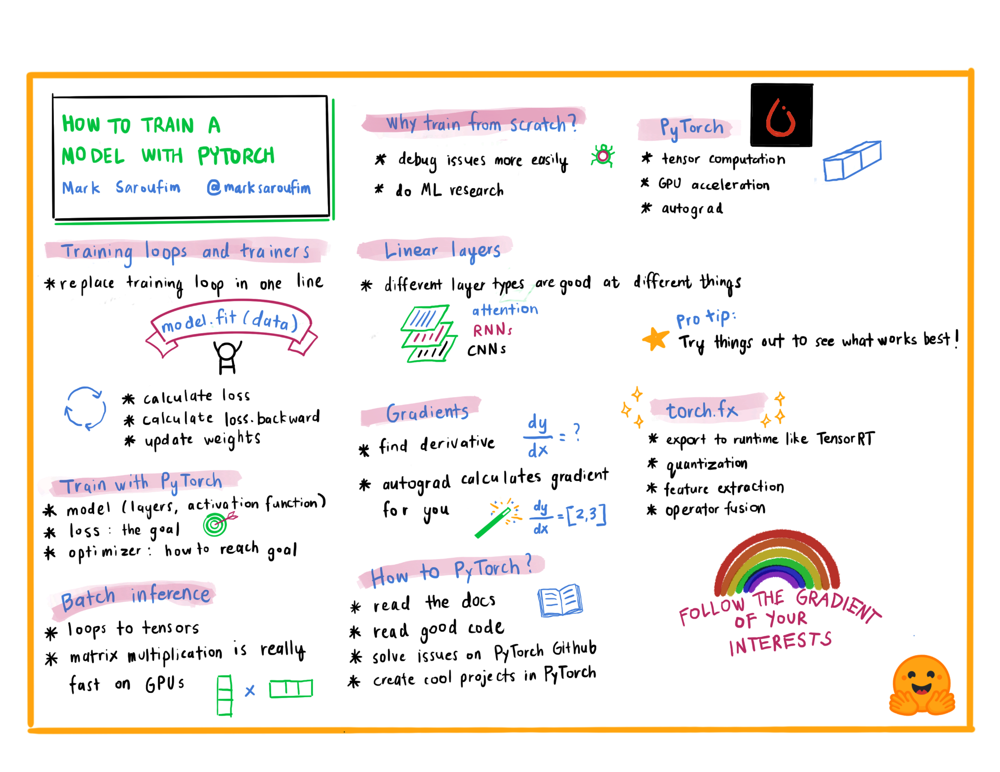 HOW TO TRAIN A
MODEL WITH PYTORCH
Mark Saroufim @marksaroufim
Training loops and trainers
* replace training loop in one line
model.fit(data)
* calculate loss
* calculate loss.backward
* update weights
Train with PyTorch
* model (layers, activation function)
* loss: the goal
* optimizer: how to reach goal
Batch inference
* loops to tensors
* matrix multiplication is really
fast on GPUs
x
Why train from scratch?
* debug issues more easily
* do ML research
PyTorch
* tensor computation
* GPU acceleration
* autograd
Linear layers
* different layer types are good at different things
attention
RNNs
CNNs
Pro tip:
Try things out to see what works best!
Gradients
* find derivative
dy
dx = ?
* autograd calculates gradient
for you
dy
dx = [2,3]
How to PyTorch?
* read the docs
* read good code
* solve issues on PyTorch Github
* create cool projects in PyTorch
torch.fx
* export to runtime like TensorRT
* quantization
* feature extraction
* operator fusion
FOLLOW THE GRADIENT
OF YOUR
INTERESTS